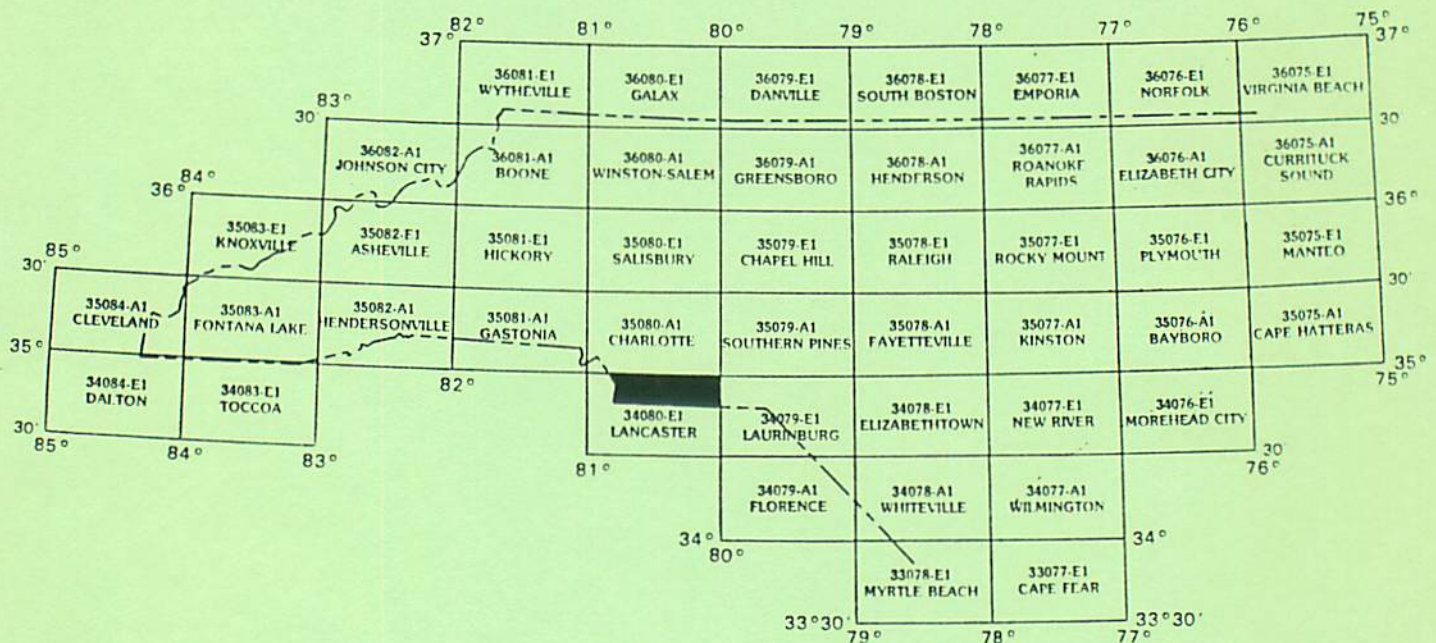 82° 81° 80° 79° 78° 77° 76° 75°
37° 37°
36081-E1 36080-E1 36079-E1 36078-E1 36077-E1 36076-E1 36075-E1
WYTHEVILLE GALAX DANVILLE SOUTH BOSTON EMPORIA NORFOLK VIRGINIA BEACH
83°
30' 30'
36082-A1 36081-A1 36080-A1 36079-A1 36078-A1 36077-A1 36076-A1 36075-A1
JOHNSON CITY BOONE WINSTON-SALEM GREENSBORO HENDERSON ROANOKE RAPIDS ELIZABETH CITY CURRITUCK SOUND
84°
36° 36°
35083-E1 35082-E1 35081-E1 35080-E1 35079-E1 35078-E1 35077-E1 35076-E1 35075-E1
KNOXVILLE ASHEVILLE HICKORY SALISBURY CHAPEL HILL RALEIGH ROCKY MOUNT PLYMOUTH MANTEO
85°
30' 30'
35084-A1 35083-A1 35082-A1 35081-A1 35080-A1 35079-A1 35078-A1 35077-A1 35076-A1 35075-A1
CLEVELAND FONTANA LAKE HENDERSONVILLE GASTONIA CHARLOTTE SOUTHERN PINES FAYETTEVILLE KINSTON BAYBORO CAPE HATTERAS
35° 82° 35°
75°
34084-E1 34083-E1 34080-E1 34079-E1 34078-E1 34077-E1 34076-E1
DALTON TOCCOA LANCASTER LAURINBURG ELIZABETHTOWN NEW RIVER MOREHEAD CITY
30' 30
85° 84° 83° 81° 76°
34079-A1 34078-A1 34077-A1
FLORENCE WHITEVILLE WILMINGTON
34° 34°
80°
33078-E1 33077-E1
MYRTLE BEACH CAPE FEAR
33°30' 33°30'
79° 78° 77°